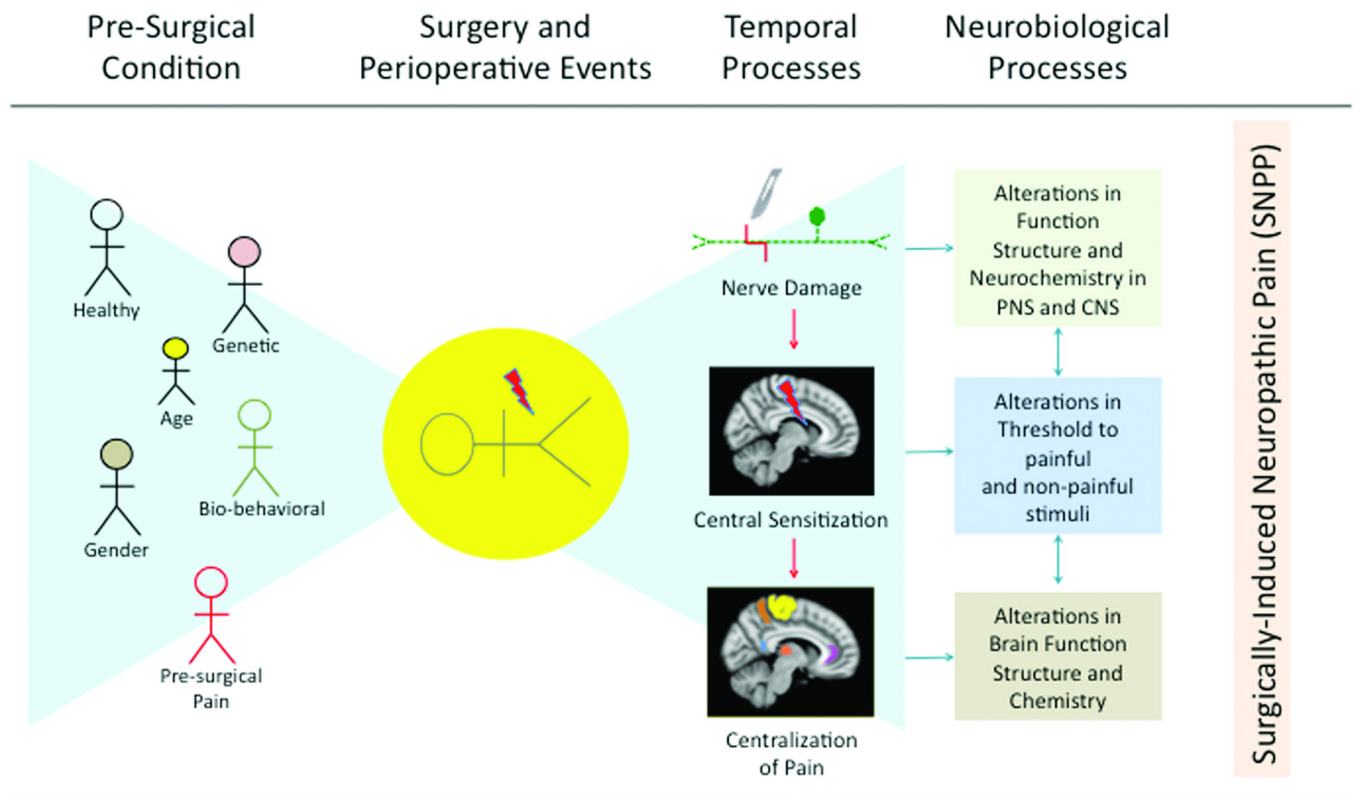 Pre-Surgical
Condition
Surgery and
Perioperative Events
Temporal
Processes
Neurobiological
Processes
Healthy
Genetic
Age
Bio-behavioral
Gender
Pre-surgical
Pain
Nerve Damage
Central Sensitization
Centralization
of Pain
Alterations in
Function
Structure and
Neurochemistry in
PNS and CNS
Alterations in
Threshold to
painful
and non-painful
stimuli
Alterations in
Brain Function
Structure and
Chemistry
Surgically-Induced Neuropathic Pain (SNPP)